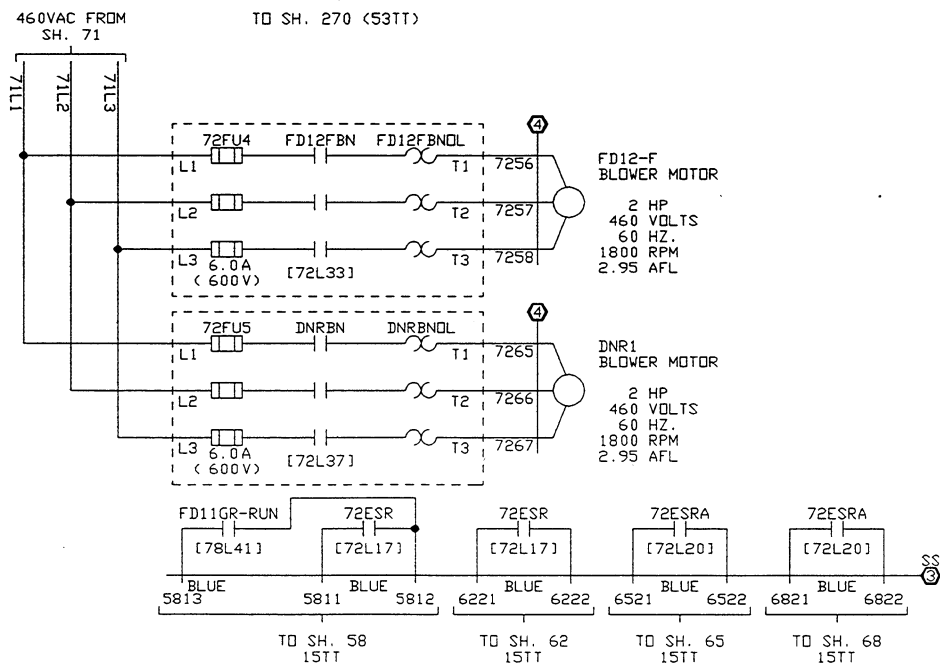 460VAC FROM
SH. 71
TO SH. 270 (53TT)
71L1
71L2
71L3
72FU4 FD12FBN FD12FBNOL
4
L1 T1 7256
L2 T2 7257
L3 T3 7258
6.0A
(600V)
[72L33]
FD12-F
BLOWER MOTOR
2 HP
460 VOLTS
60 HZ.
1800 RPM
2.95 AFL
72FU5 DNRBN DNRBNOL
4
L1 T1 7265
L2 T2 7266
L3 T3 7267
6.0A
(600V)
[72L37]
DNR1
BLOWER MOTOR
2 HP
460 VOLTS
60 HZ.
1800 RPM
2.95 AFL
FD11GR-RUN 72ESR 72ESR 72ESRA 72ESRA
[78L41] [72L17] [72L17] [72L20] [72L20]
SS
3
BLUE BLUE BLUE BLUE BLUE
5813 5811 5812 6221 6222 6521 6522 6821 6822
TO SH. 58 TO SH. 62 TO SH. 65 TO SH. 68
15TT 15TT 15TT 15TT